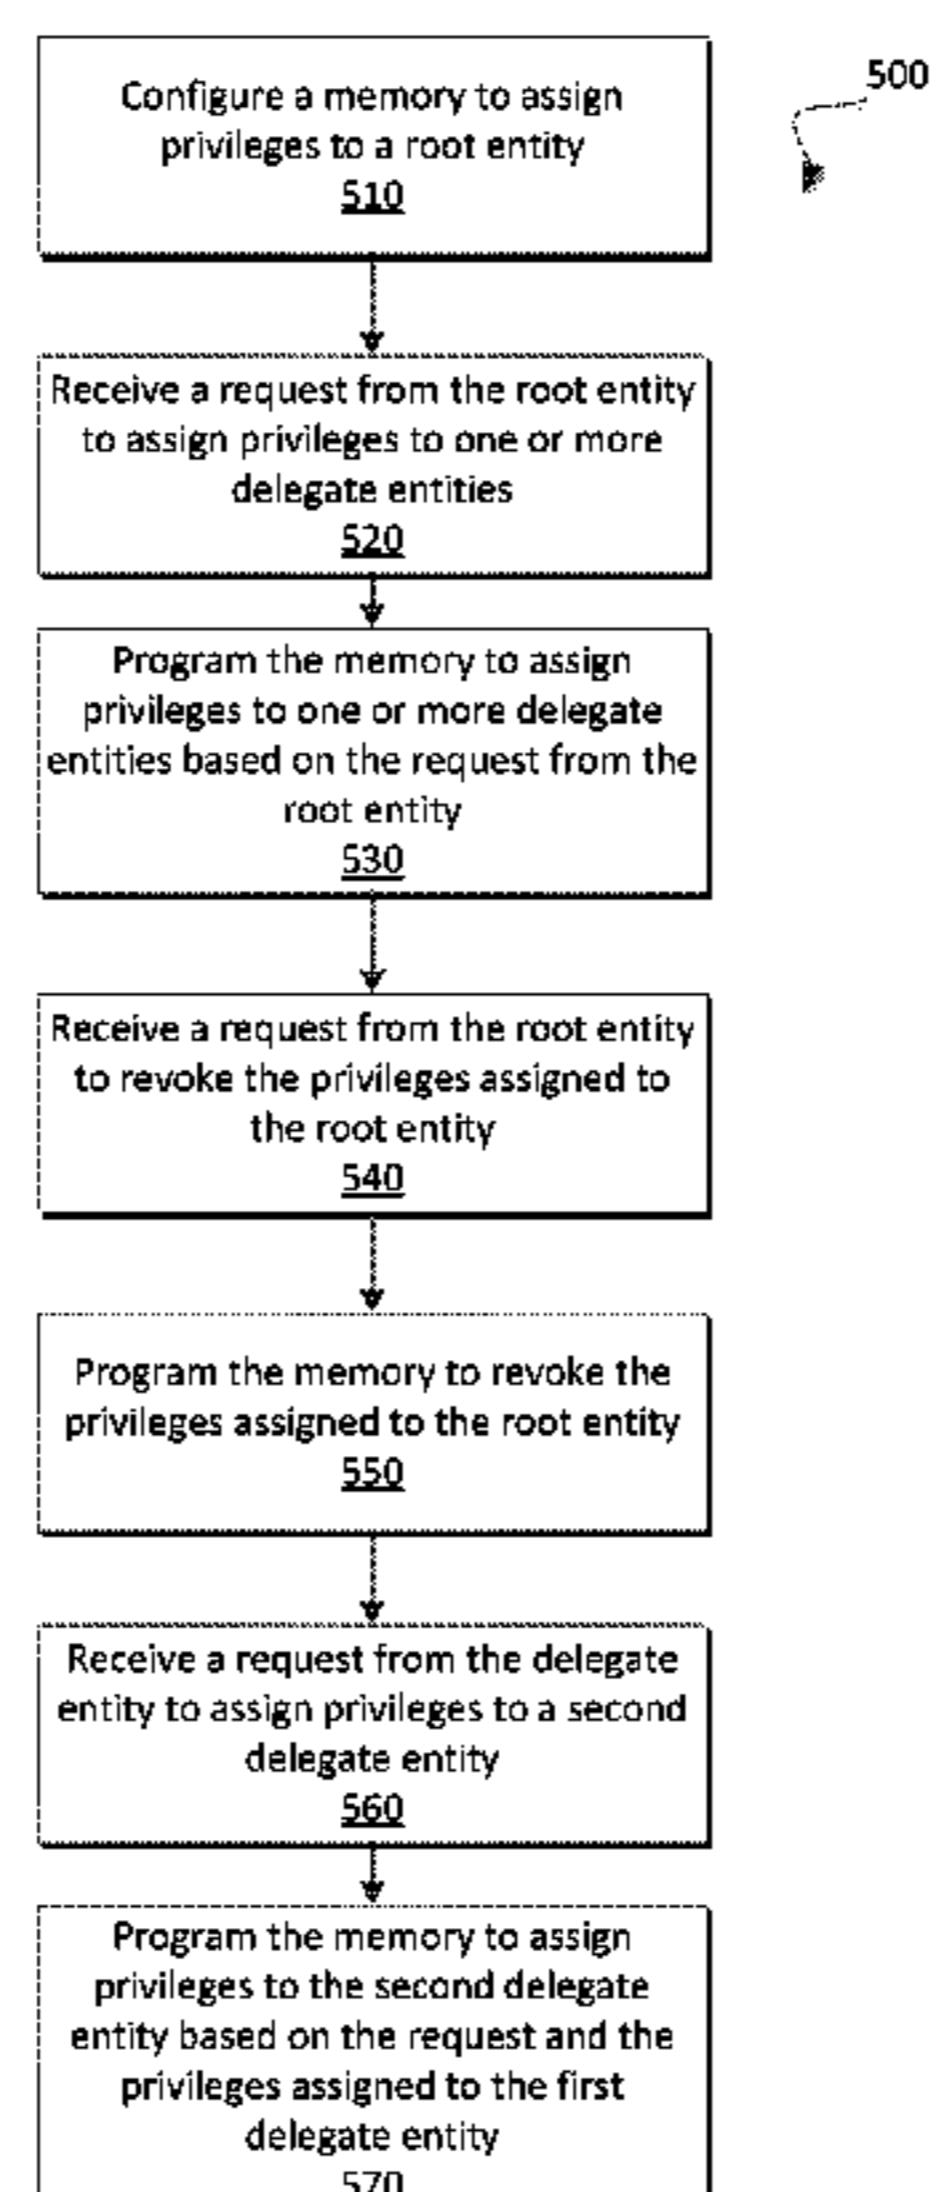 500
Configure a memory to assign
privileges to a root entity
510
Receive a request from the root entity
to assign privileges to one or more
delegate entities
520
Program the memory to assign
privileges to one or more delegate
entities based on the request from the
root entity
530
Receive a request from the root entity
to revoke the privileges assigned to
the root entity
540
Program the memory to revoke the
privileges assigned to the root entity
550
Receive a request from the delegate
entity to assign privileges to a second
delegate entity
560
Program the memory to assign
privileges to the second delegate
entity based on the request and the
privileges assigned to the first
delegate entity
570